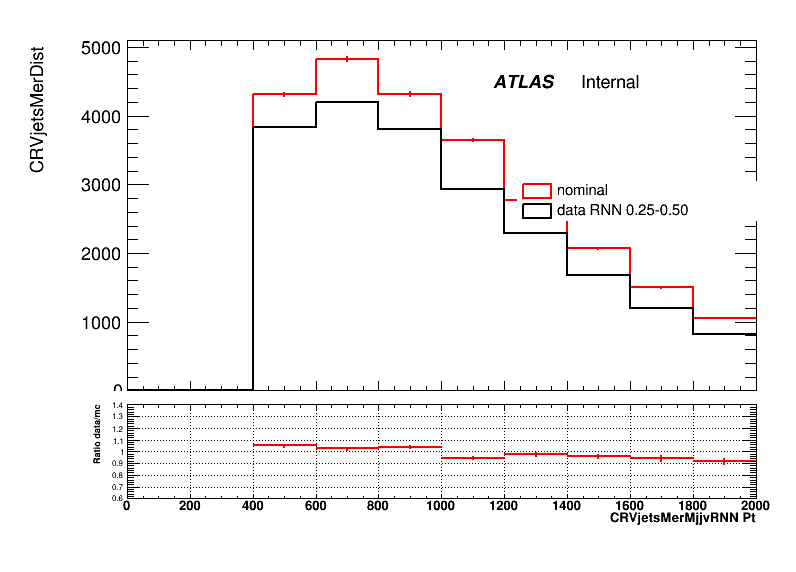 CRVjetsMerDist
5000
4000
3000
2000
1000
0
ATLAS Internal
nominal
data RNN 0.25-0.50
Ratio data/mc
1.4
1.3
1.2
1.1
1
0.9
0.8
0.7
0.6
0 200 400 600 800 1000 1200 1400 1600 1800 2000
CRVjetsMerMjjvRNN Pt